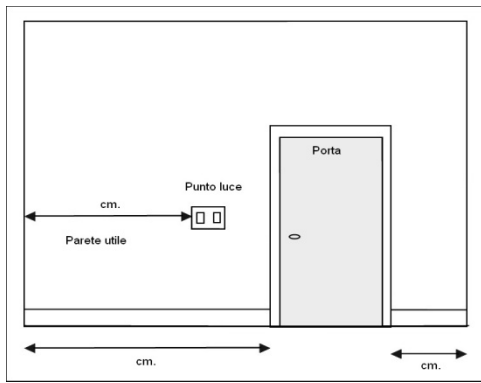 Porta
Punto luce
cm.
Parete utile
cm.
cm.